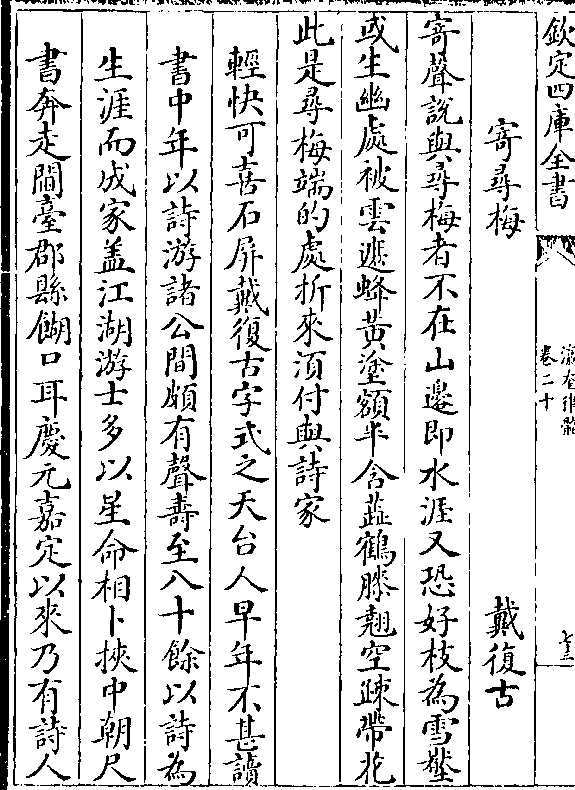 欽定四庫全書
瀛奎律髓
卷二十
寄尋梅
戴復古
寄聲說與尋梅者不在山邊即水涯又恐好枝為雪壓
或生幽處被雲遮蜂黄塗額半含蘂鶴膝翹空疎帶花
此是尋梅端的處折來須付與詩家
輕快可喜石屏戴復古字式之天台人早年不甚讀
書中年以詩游諸公間頗有聲壽至八十餘以詩為
生涯而成家盖江湖游士多以星命相卜挾中朝尺
書奔走閫臺郡縣餬口耳慶元嘉定以來乃有詩人